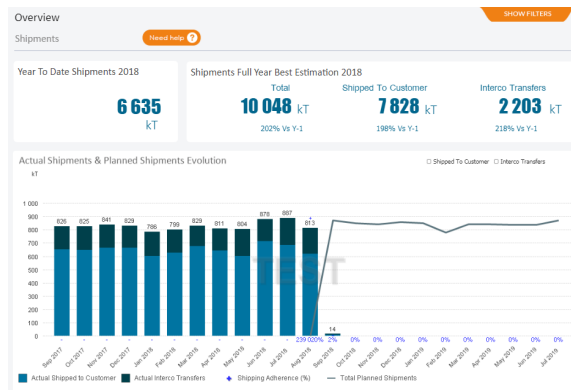 Overview
SHOW FILTERS
Shipments
Need help ?
Year To Date Shipments 2018
6 635
kT
Shipments Full Year Best Estimation 2018
Total Shipped To Customer Interco Transfers
10 048 kT 7 828 kT 2 203 kT
202% Vs Y-1 198% Vs Y-1 218% Vs Y-1
Actual Shipments & Planned Shipments Evolution
Shipped To Customer Interco Transfers
kT
1 000
900
800
700
600
500
400
300
200
100
0
826 825 841 829 786 799 829 811 804 878 887 813 14
TEST
- - - - - - - - - - - 239 020% 2% 0% 0% 0% 0% 0% 0% 0% 0% 0% 0%
Sep 2017 Oct 2017 Nov 2017 Dec 2017 Jan 2018 Feb 2018 Mar 2018 Apr 2018 May 2018 Jun 2018 Jul 2018 Aug 2018 Sep 2018 Oct 2018 Nov 2018 Dec 2018 Jan 2019 Feb 2019 Mar 2019 Apr 2019 May 2019 Jun 2019 Jul 2019
Actual Shipped to Customer Actual Interco Transfers Shipping Adherence (%) Total Planned Shipments